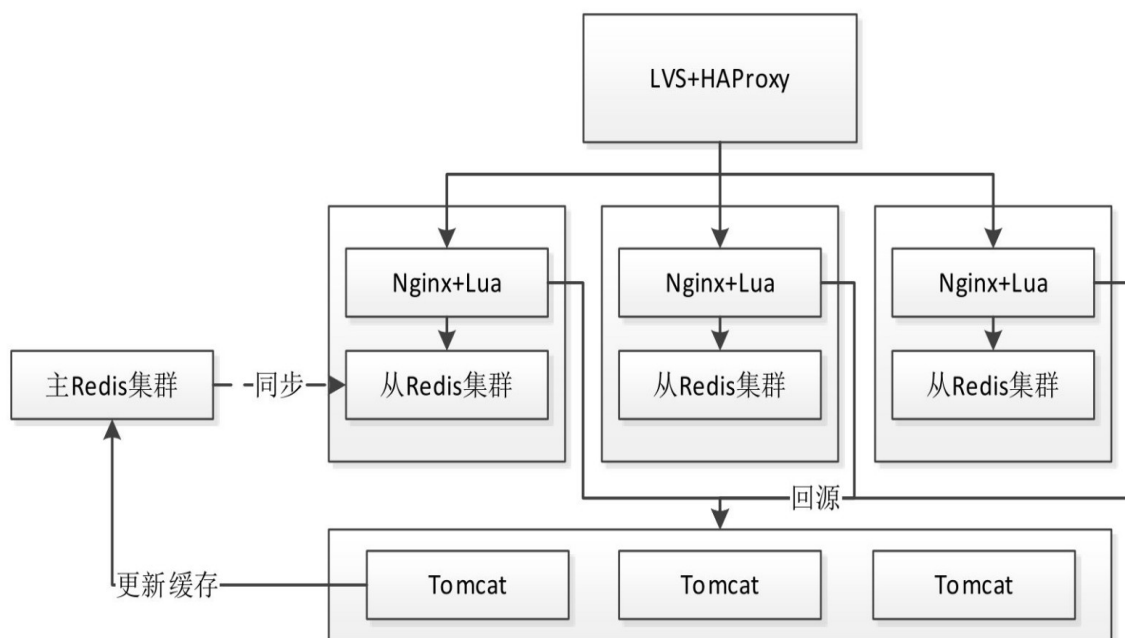 LVS+HAProxy
Nginx+Lua
Nginx+Lua
Nginx+Lua
主Redis集群
同步
从Redis集群
从Redis集群
从Redis集群
回源
更新缓存
Tomcat
Tomcat
Tomcat